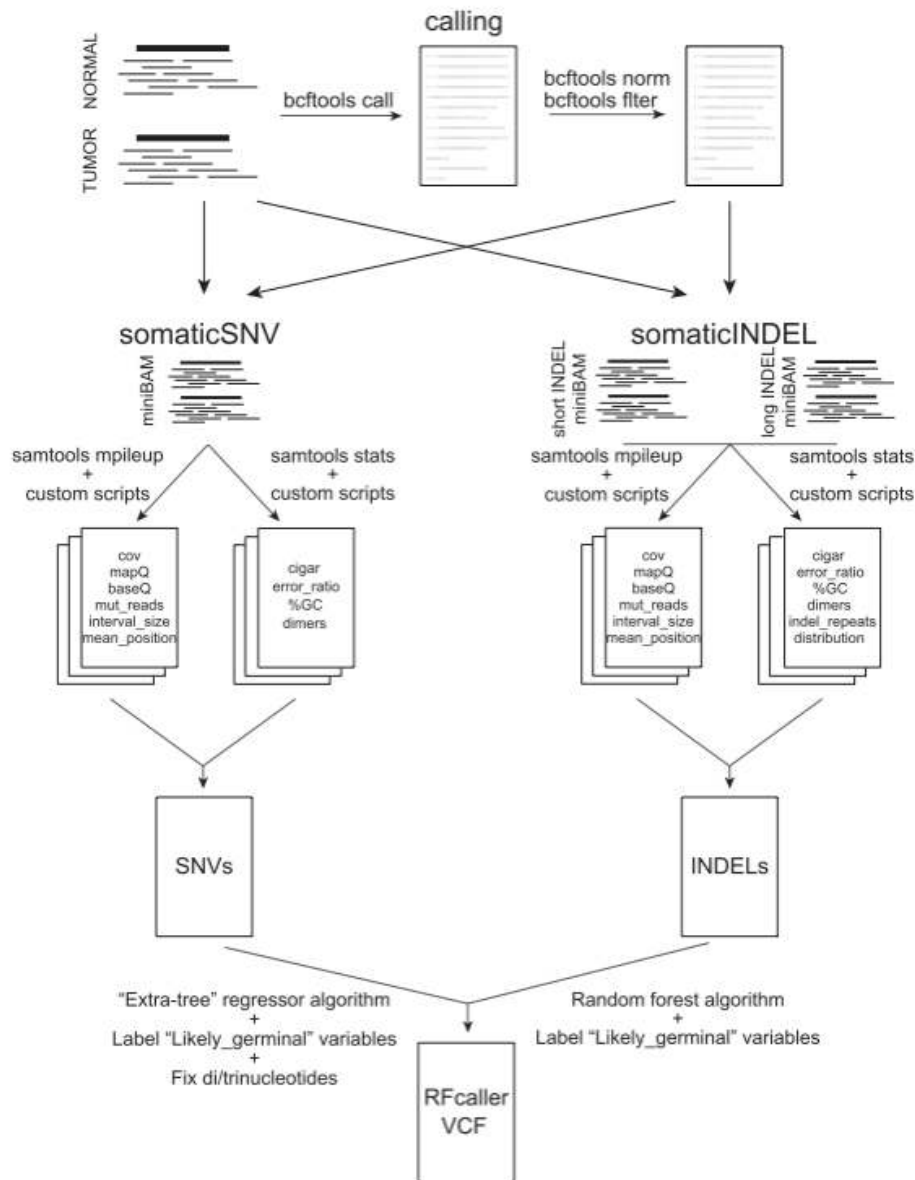 calling
NORMAL
TUMOR
bcftools call
bcftools norm
bcftools flter
somaticSNV
miniBAM
samtools mpileup
+
custom scripts
samtools stats
+
custom scripts
cov
mapQ
baseQ
mut_reads
interval_size
mean_position
cigar
error_ratio
%GC
dimers
somaticINDEL
short INDEL
miniBAM
long INDEL
miniBAM
samtools mpileup
+
custom scripts
samtools stats
+
custom scripts
cov
mapQ
baseQ
mut_reads
interval_size
mean_position
cigar
error_ratio
%GC
dimers
indel_repeats
distribution
SNVs
INDELs
“Extra-tree” regressor algorithm
+
Label “Likely_germinal” variables
+
Fix di/trinucleotides
Random forest algorithm
+
Label “Likely_germinal” variables
RFcaller
VCF